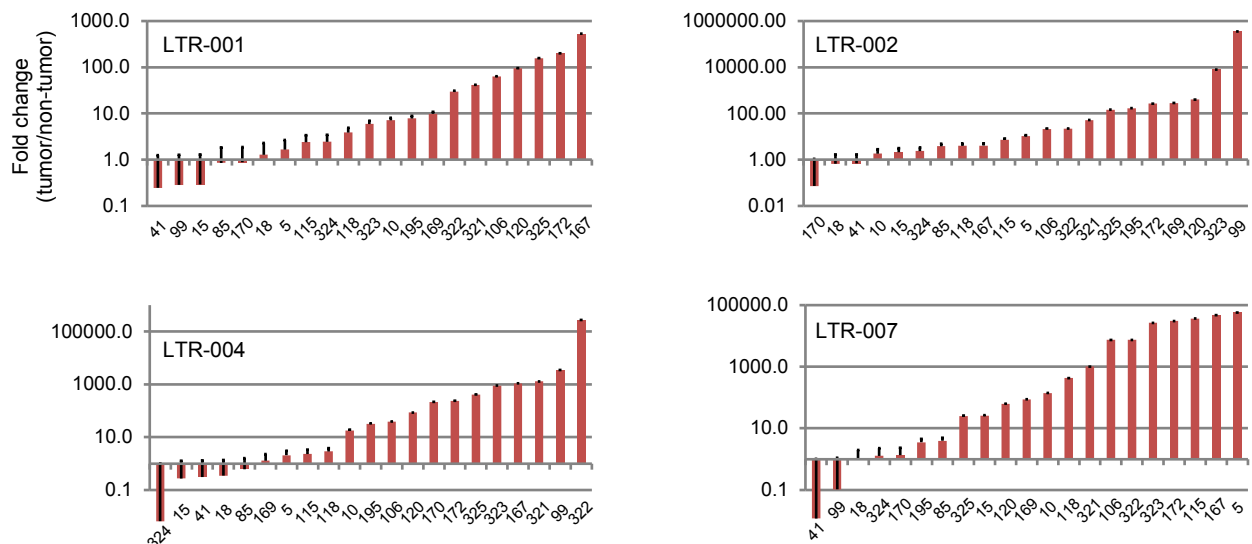 Fold change
(tumor/non-tumor)
LTR-001
1000.0
100.0
10.0
1.0
0.1
41 99 15 85 170 18 5 115 324 118 323 10 195 169 322 321 106 120 325 172 167
LTR-002
1000000.00
10000.00
100.00
1.00
0.01
170 18 41 10 15 324 85 118 167 115 5 106 322 321 325 195 172 169 120 323 99
LTR-004
100000.0
1000.0
10.0
0.1
324 15 41 18 85 169 5 115 118 10 195 106 120 170 172 325 323 167 321 99 322
LTR-007
100000.0
1000.0
10.0
0.1
41 99 18 324 170 195 85 325 15 120 169 10 118 321 106 322 323 172 115 167 5